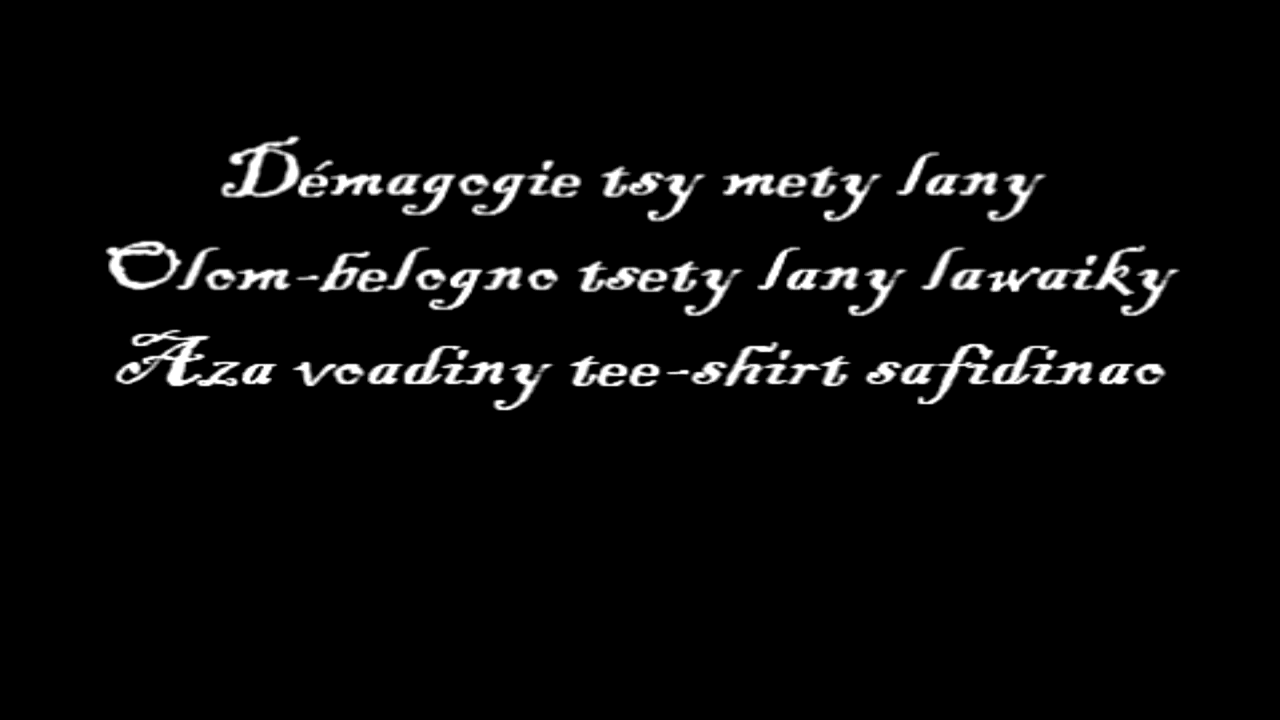 Démagogie tsy mety lany
Olom-belogno tsety lany lawaiky
Aza voadiny tee-shirt safidinao